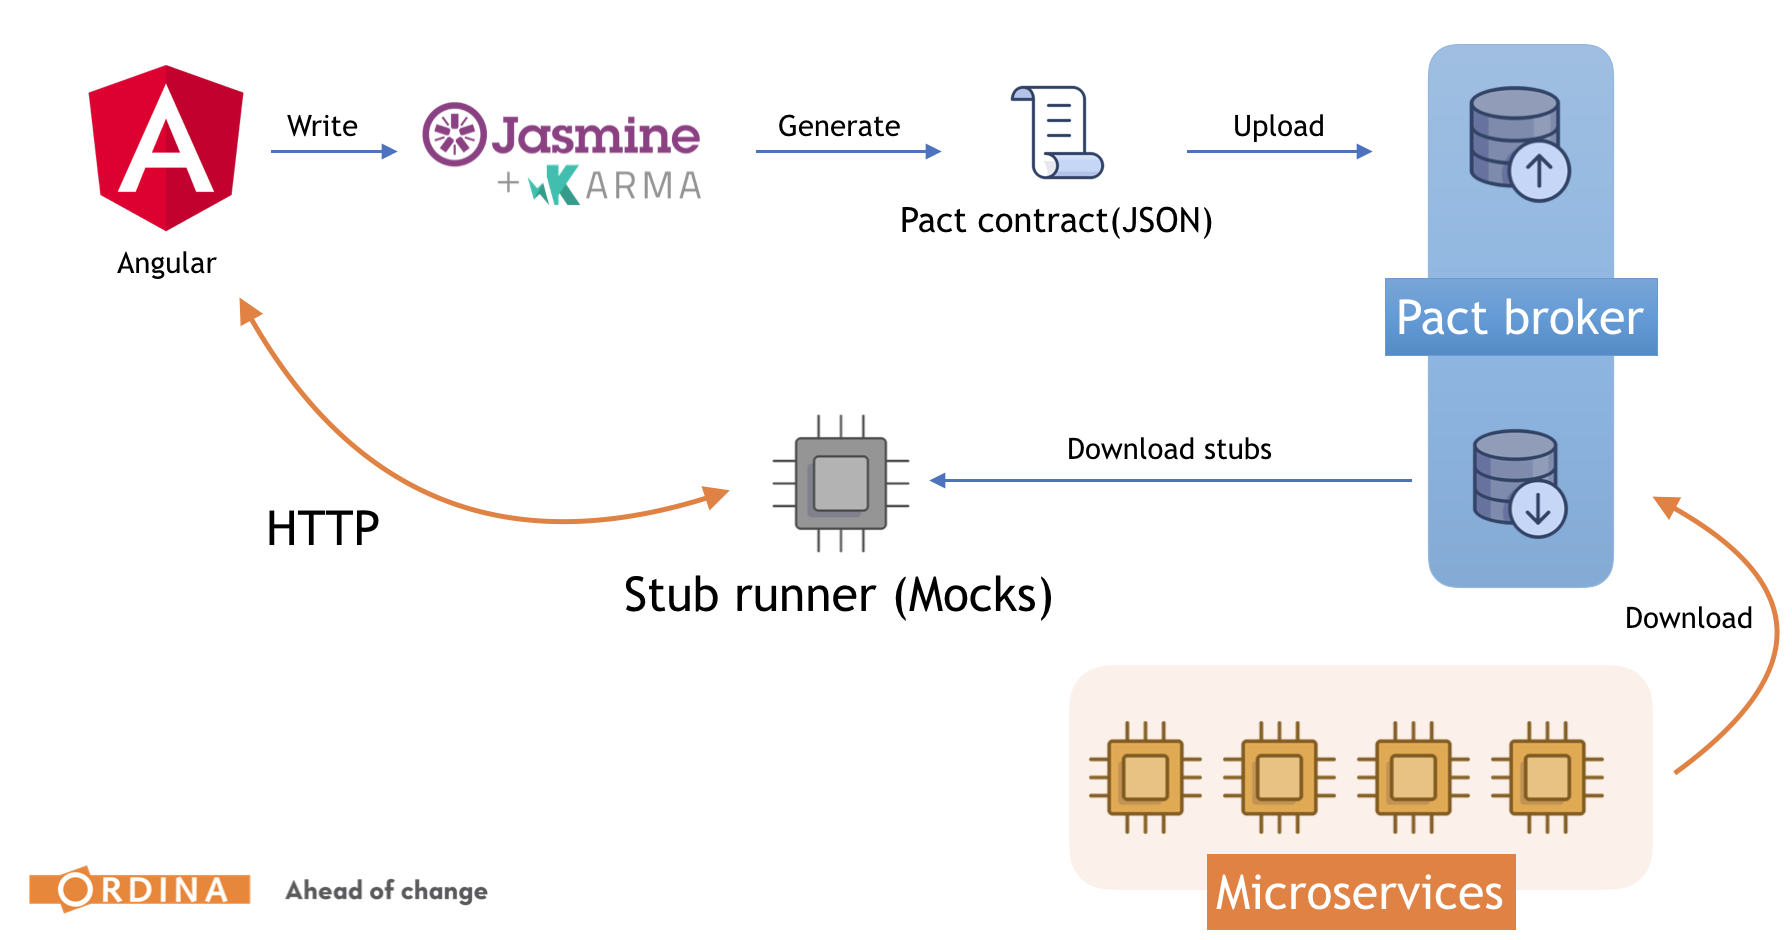 Write
Jasmine
+ KARMA
Generate
Upload
Pact contract(JSON)
Angular
Pact broker
Download stubs
HTTP
Stub runner (Mocks)
Download
Microservices
ORDINA
Ahead of change